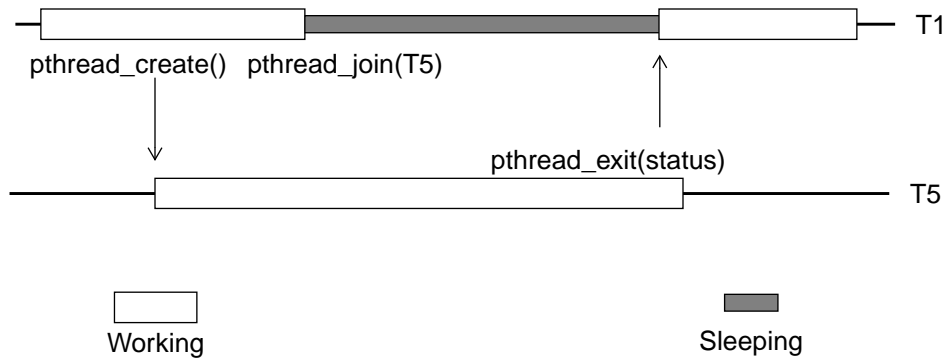 T1
pthread_create() pthread_join(T5)
pthread_exit(status)
T5
Working Sleeping